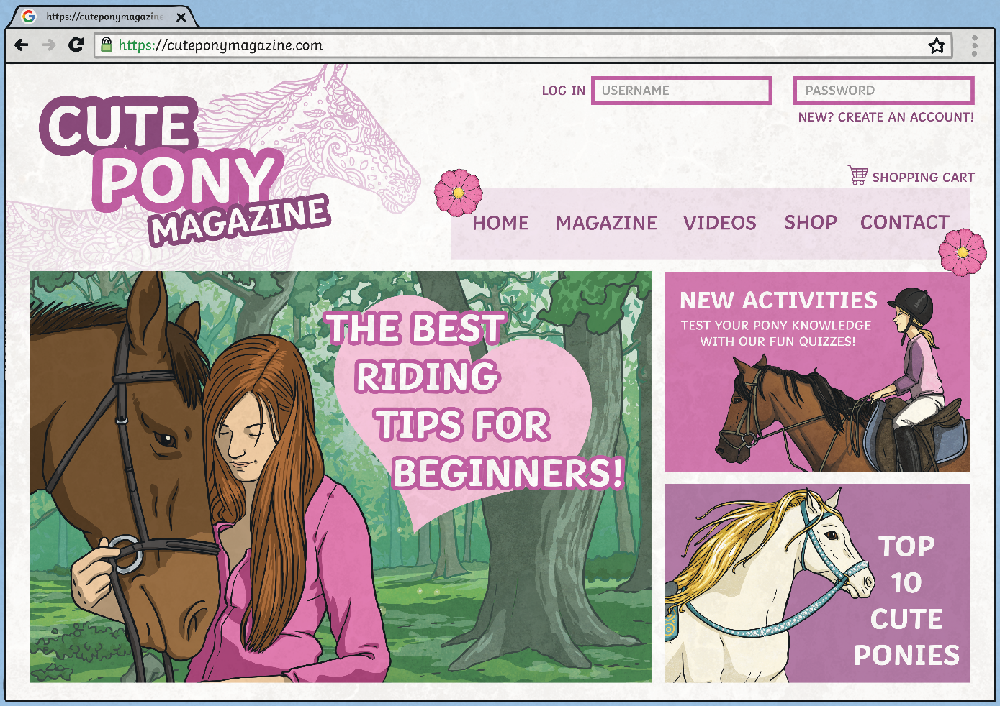 https://cuteponymagazine
https://cuteponymagazine.com
LOG IN
USERNAME
PASSWORD
NEW? CREATE AN ACCOUNT!
CUTE
PONY
MAGAZINE
SHOPPING CART
HOME
MAGAZINE
VIDEOS
SHOP
CONTACT
THE BEST
RIDING
TIPS FOR
BEGINNERS!
NEW ACTIVITIES
TEST YOUR PONY KNOWLEDGE
WITH OUR FUN QUIZZES!
TOP
10
CUTE
PONIES